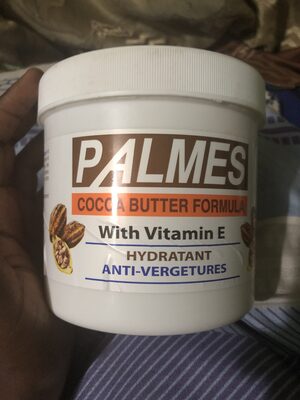 PALMES
COCOA BUTTER FORMULA
With Vitamin E
HYDRATANT
ANTI-VERGETURES